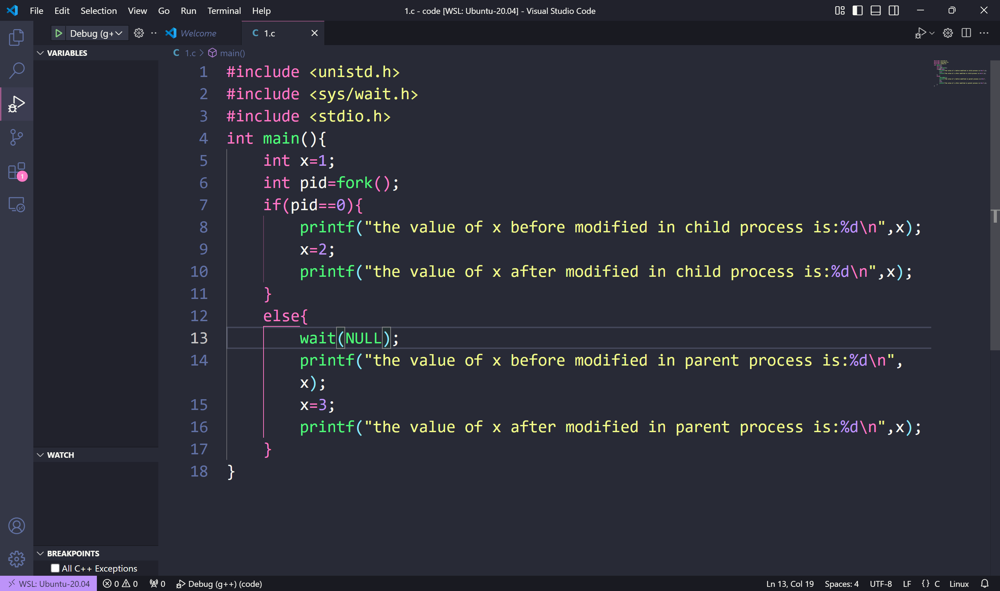 File Edit Selection View Go Run Terminal Help
1.c - code [WSL: Ubuntu-20.04] - Visual Studio Code
Debug (g+
Welcome
C 1.c
VARIABLES
C 1.c > main()
1 #include <unistd.h>
2 #include <sys/wait.h>
3 #include <stdio.h>
4 int main(){
5 int x=1;
6 int pid=fork();
7 if(pid==0){
8 printf("the value of x before modified in child process is:%d\n",x);
9 x=2;
10 printf("the value of x after modified in child process is:%d\n",x);
11 }
12 else{
13 wait(NULL);
14 printf("the value of x before modified in parent process is:%d\n",
x);
15 x=3;
16 printf("the value of x after modified in parent process is:%d\n",x);
17 }
18 }
1
WATCH
BREAKPOINTS
All C++ Exceptions
WSL: Ubuntu-20.04 0 0 0 Debug (g++) (code)
Ln 13, Col 19 Spaces: 4 UTF-8 LF {} C Linux